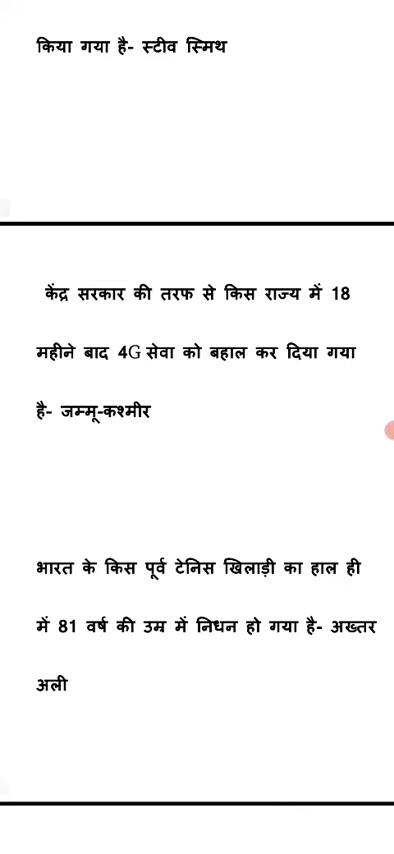 किया गया है- स्टीव स्मिथ
केंद्र सरकार की तरफ से किस राज्य में 18
महीने बाद 4G सेवा को बहाल कर दिया गया
है- जम्मू-कश्मीर
भारत के किस पूर्व टेनिस खिलाड़ी का हाल ही
में 81 वर्ष की उम्र में निधन हो गया है- अख्तर
अली